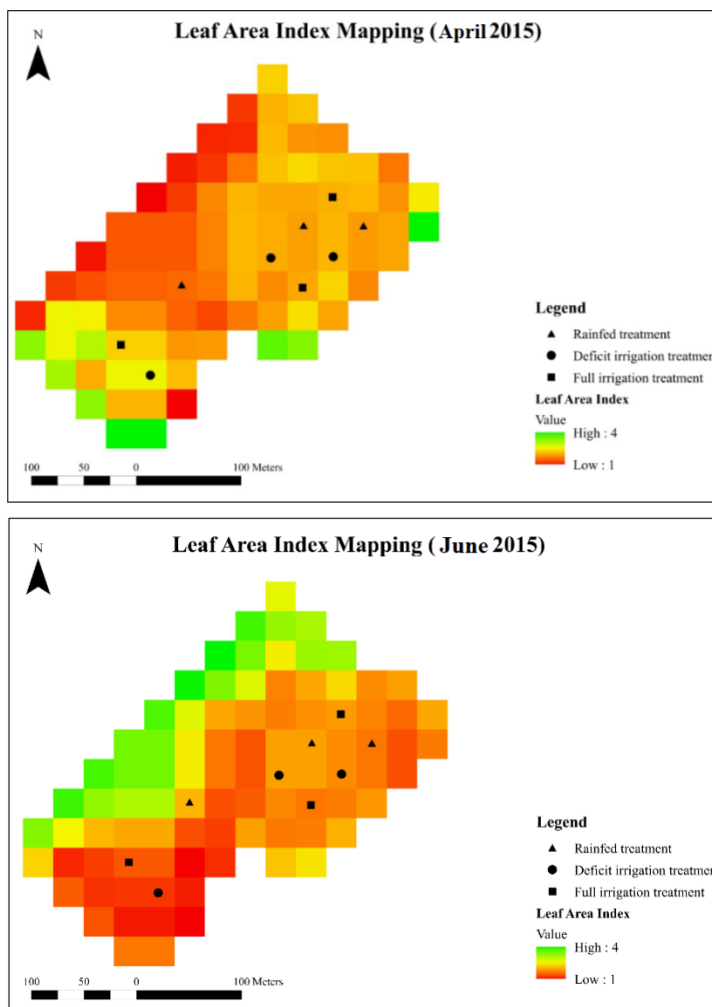 Leaf Area Index Mapping (April 2015)
N
Legend
Rainfed treatment
Deficit irrigation treatment
Full irrigation treatment
Leaf Area Index
Value
High : 4
Low : 1
100 50 0 100 Meters
Leaf Area Index Mapping ( June 2015)
N
Legend
Rainfed treatment
Deficit irrigation treatmen
Full irrigation treatment
Leaf Area Index
Value
High : 4
Low : 1
100 50 0 100 Meters